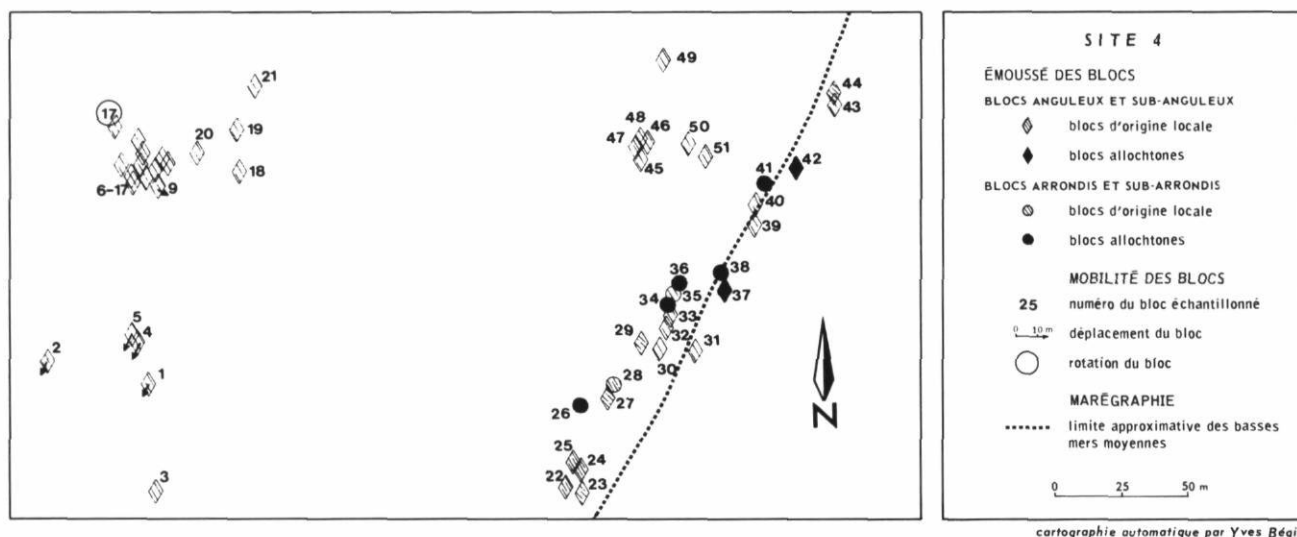 21
17
20
19
6-17
9
18
5
4
2
1
3
49
44
43
48
46
47
50
51
45
42
41
40
39
38
36
34
35
37
33
32
29
30
31
28
27
26
25
24
22
23
N
SITE 4
ÉMOUSSÉ DES BLOCS
BLOCS ANGULEUX ET SUB-ANGULEUX
blocs d'origine locale
blocs allochtones
BLOCS ARRONDIS ET SUB-ARRONDIS
blocs d'origine locale
blocs allochtones
MOBILITÉ DES BLOCS
25 numéro du bloc échantillonné
0 10 m déplacement du bloc
rotation du bloc
MARÉGRAPHIE
limite approximative des basses
mers moyennes
0 25 50 m
cartographie automatique par Yves Bégi